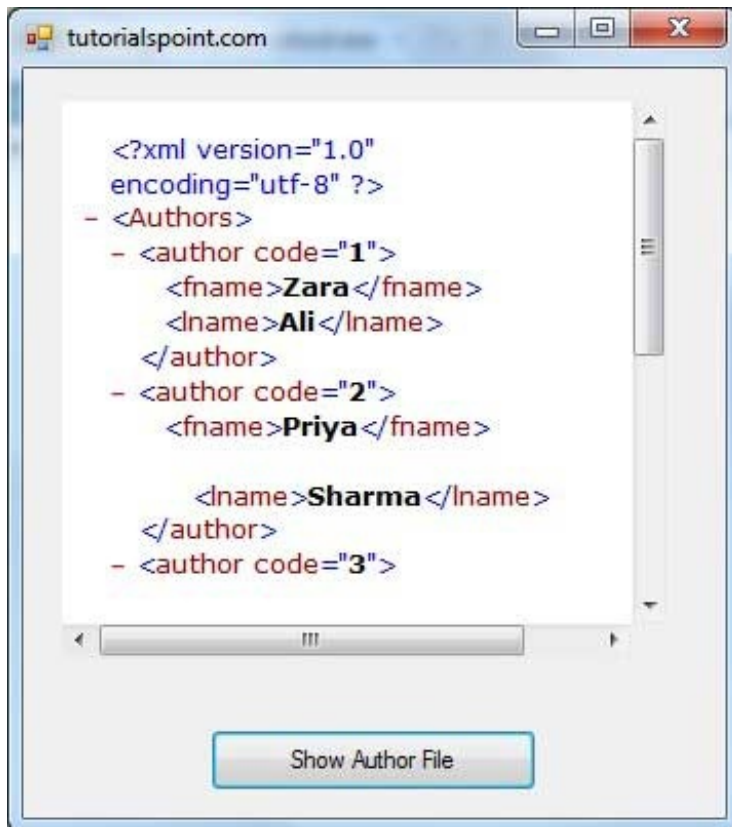 tutorialspoint.com
<?xml version="1.0"
encoding="utf-8" ?>
- <Authors>
- <author code="1">
<fname>Zara</fname>
<lname>Ali</lname>
</author>
- <author code="2">
<fname>Priya</fname>
<lname>Sharma</lname>
</author>
- <author code="3">
Show Author File